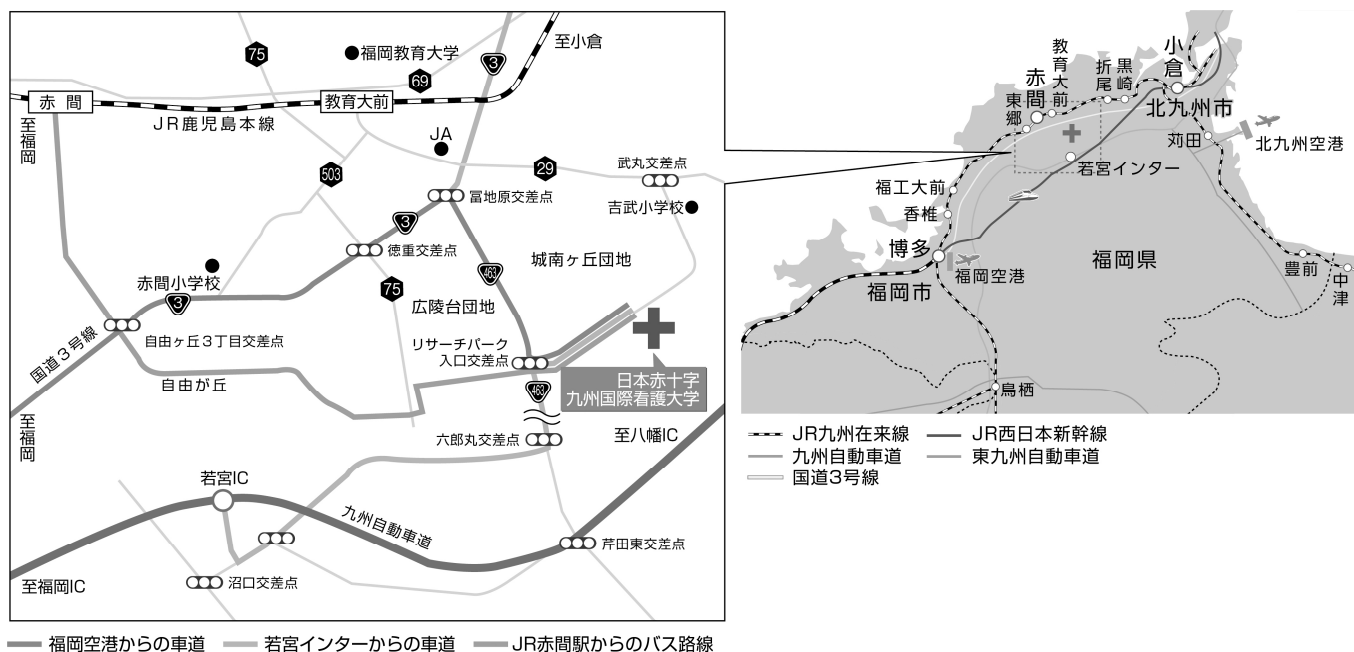 75
福岡教育大学
至小倉
3
69
赤間
教育大前
JR鹿児島本線
至福岡
JA
503
29
武丸交差点
冨地原交差点
吉武小学校
3
徳重交差点
463
城南ヶ丘団地
赤間小学校
75
3
広陵台団地
自由ヶ丘3丁目交差点
リサーチパーク
入口交差点
国道3号線
自由が丘
463
日本赤十字
九州国際看護大学
至福岡
六郎丸交差点
至八幡IC
若宮IC
九州自動車道
芹田東交差点
至福岡IC
沼口交差点
福岡空港からの車道
若宮インターからの車道
JR赤間駅からのバス路線
小倉
教育大前
黒崎
折尾
赤間
東郷
北九州市
苅田
北九州空港
若宮インター
福工大前
香椎
博多
福岡空港
福岡県
福岡市
豊前
中津
鳥栖
JR九州在来線
JR西日本新幹線
九州自動車道
東九州自動車道
国道3号線